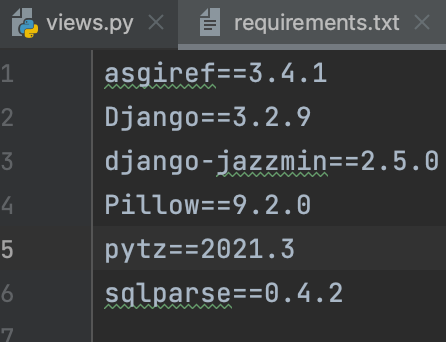 views.py
requirements.txt
1 asgiref==3.4.1
2 Django==3.2.9
3 django-jazzmin==2.5.0
4 Pillow==9.2.0
5 pytz==2021.3
6 sqlparse==0.4.2
7